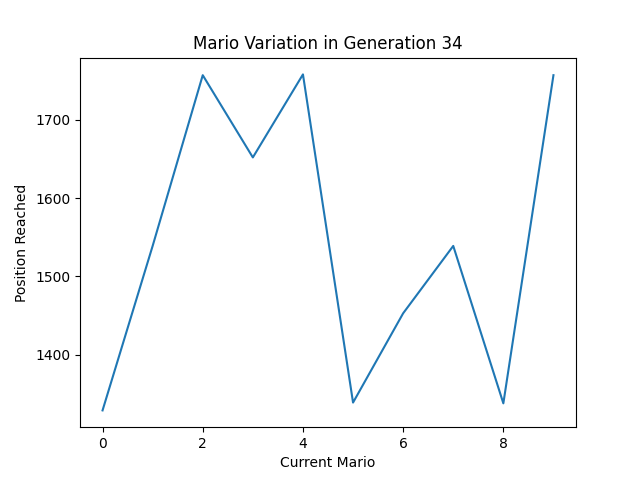 Mario Variation in Generation 34
1700
1600
1500
1400
Position Reached
0 2 4 6 8
Current Mario